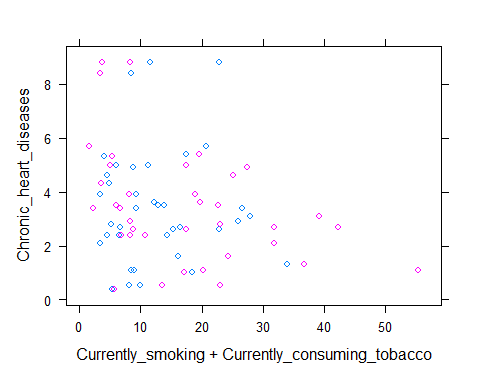 8
6
4
2
0
Chronic_heart_diseases
0 10 20 30 40 50
Currently_smoking + Currently_consuming_tobacco